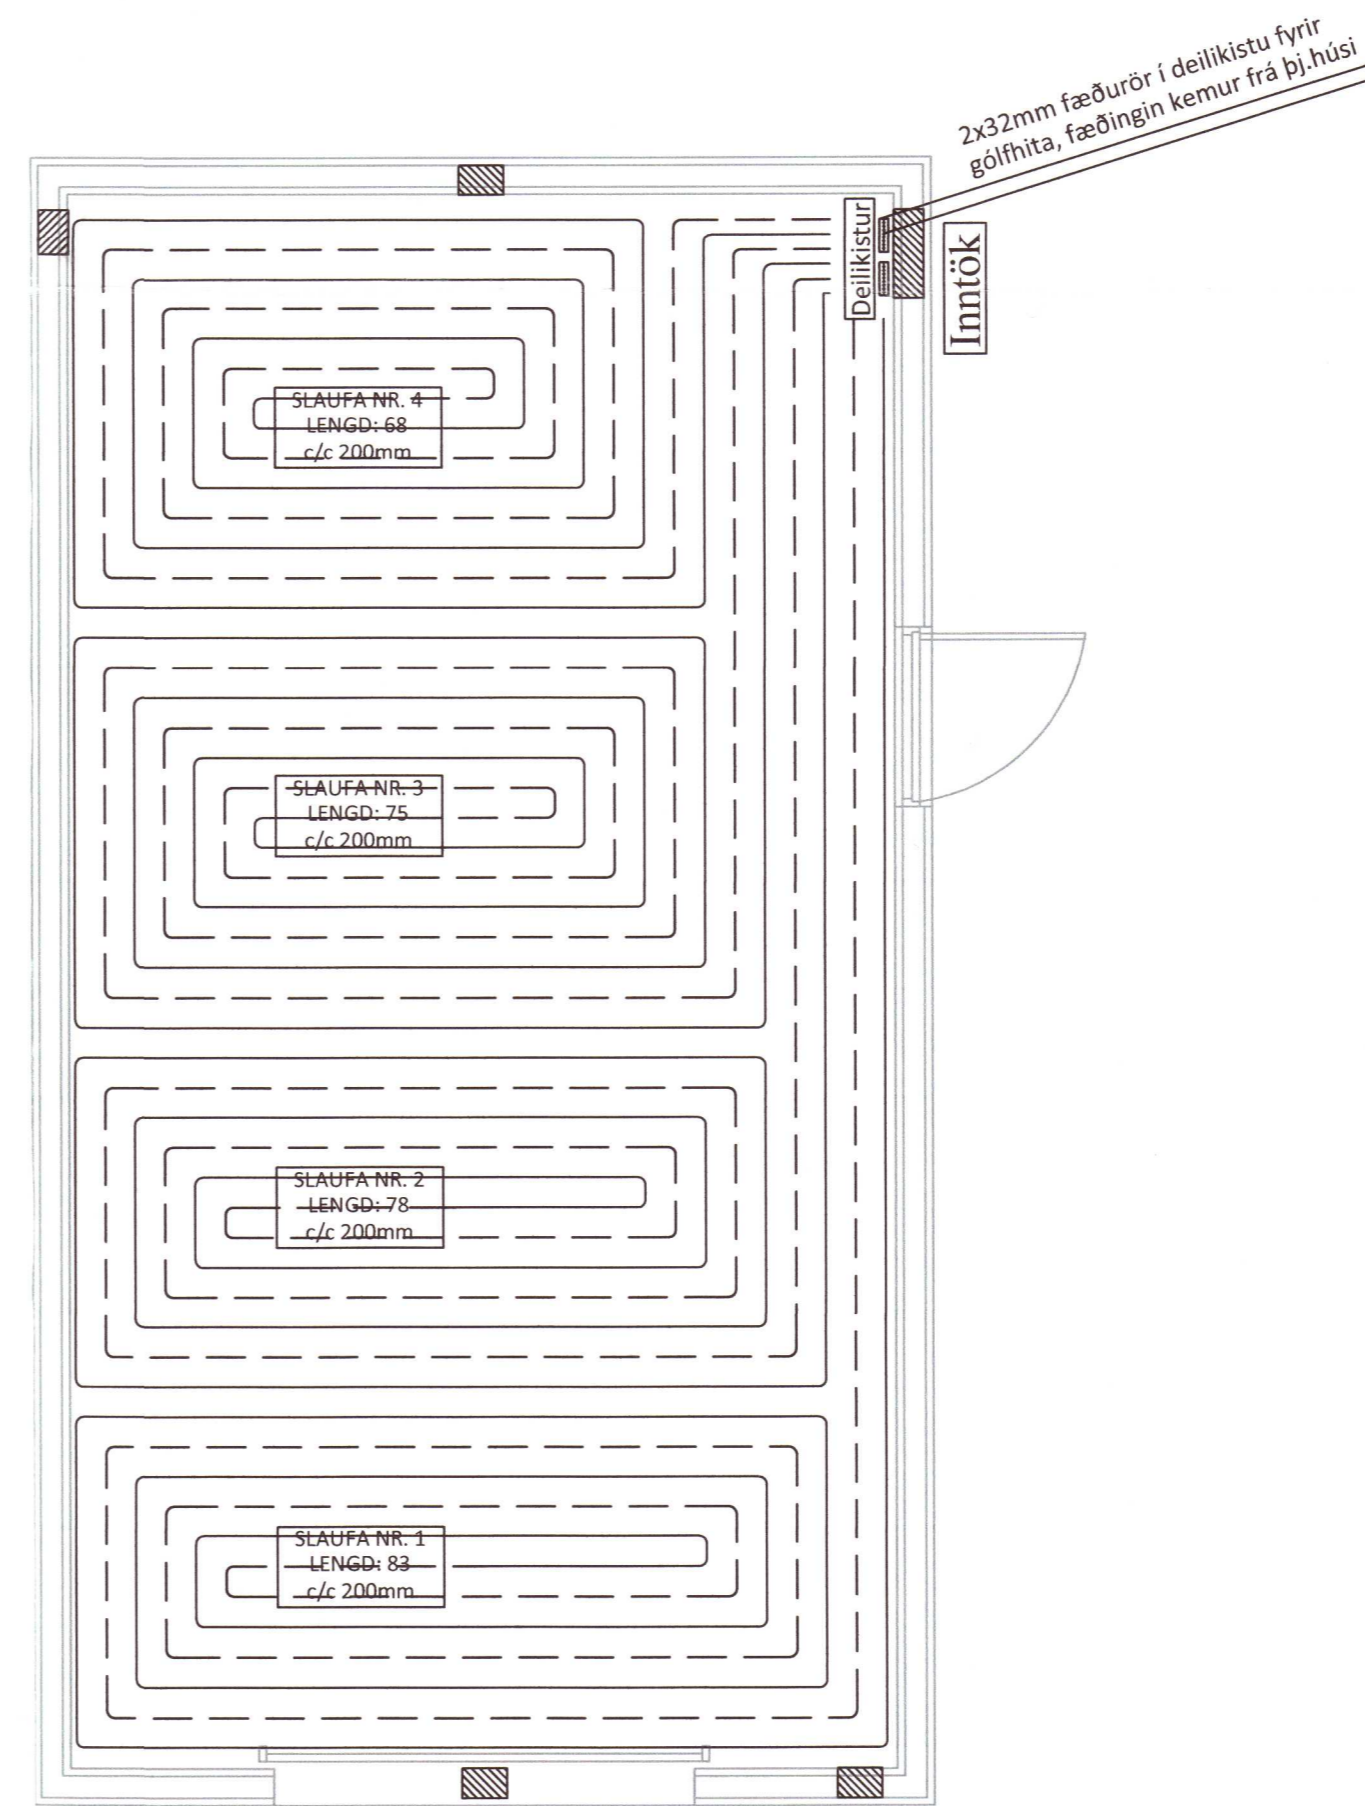 2x32mm fæðurör í deilikistu fyrir
gólfhita, fæðingin kemur frá þj.húsi
Deilikistur
Inntök
SLAUFA NR. 4
LENGD: 68
c/c 200mm
SLAUFA NR. 3
LENGD: 75
c/c 200mm
SLAUFA NR. 2
LENGD: 78
c/c 200mm
SLAUFA NR. 1
LENGD: 83
c/c 200mm